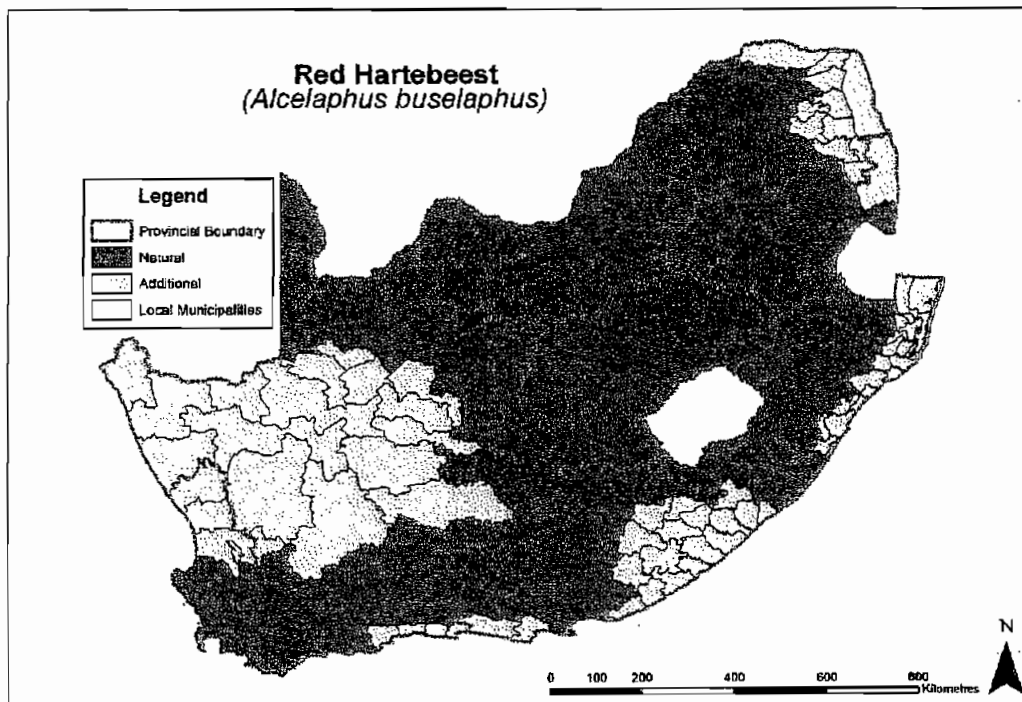 Red Hartebeest
(Alcelaphus buselaphus)
Legend
Provincial Boundary
Natural
Additional
Local Municipalities
N
0 100 200 400 600 800
Kilometres